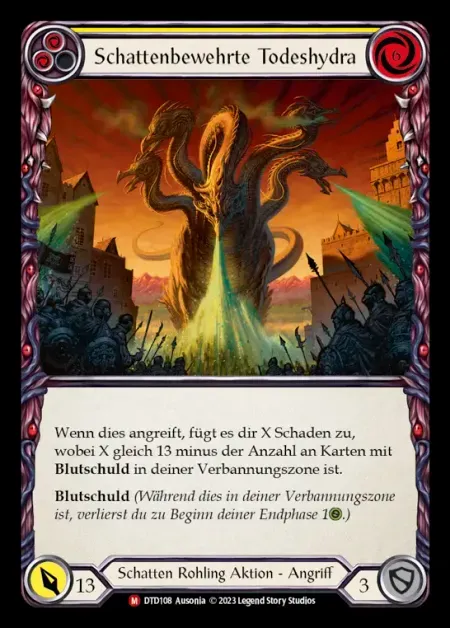 Schattenbewehrte Todeshydra
6
Wenn dies angreift, fügt es dir X Schaden zu,
wobei X gleich 13 minus der Anzahl an Karten mit
Blutschuld in deiner Verbannungszone ist.
Blutschuld (Während dies in deiner Verbannungszone
ist, verlierst du zu Beginn deiner Endphase 1.)
13
Schatten Rohling Aktion - Angriff
3
M DTD108 Ausonia © 2023 Legend Story Studios